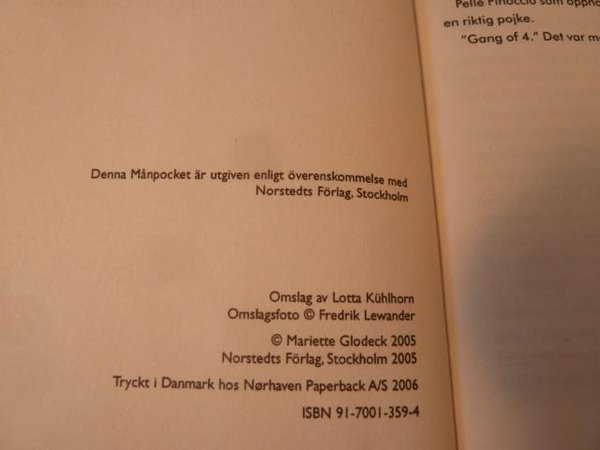 Denna Månpocket är utgiven enligt överenskommelse med
Norstedts Förlag, Stockholm
Omslag av Lotta Kühlhorn
Omslagsfoto © Fredrik Lewander
© Mariette Glodeck 2005
Norstedts Förlag, Stockholm 2005
Tryckt i Danmark hos Nørhaven Paperback A/S 2006
ISBN 91-7001-359-4
Pelle Pinoccio som
en riktig pojke.
"Gang of 4." Det var